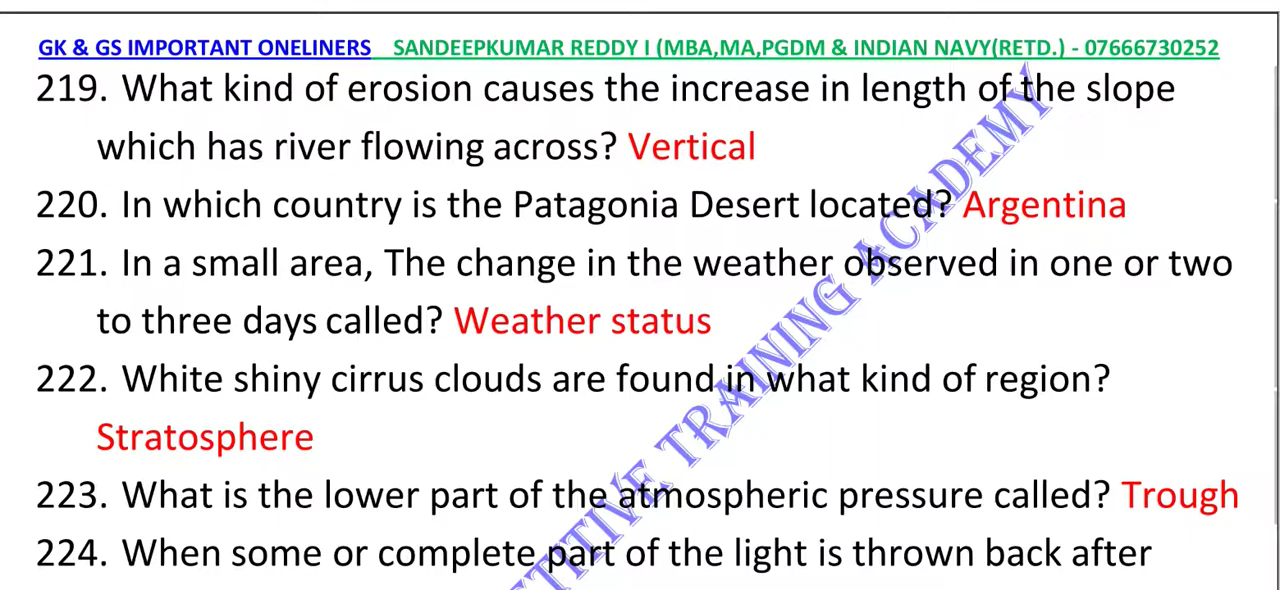 GK & GS IMPORTANT ONELINERS SANDEEPKUMAR REDDY I (MBA,MA,PGDM & INDIAN NAVY(RETD.) - 07666730252
219. What kind of erosion causes the increase in length of the slope
which has river flowing across? Vertical
220. In which country is the Patagonia Desert located? Argentina
221. In a small area, The change in the weather observed in one or two
to three days called? Weather status
222. White shiny cirrus clouds are found in what kind of region?
Stratosphere
223. What is the lower part of the atmospheric pressure called? Trough
224. When some or complete part of the light is thrown back after
TRAINING ACADEMY